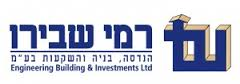 רמי שבירו
הנדסה, בניה והשקעות בע"מ
Engineering Building & Investments Ltd